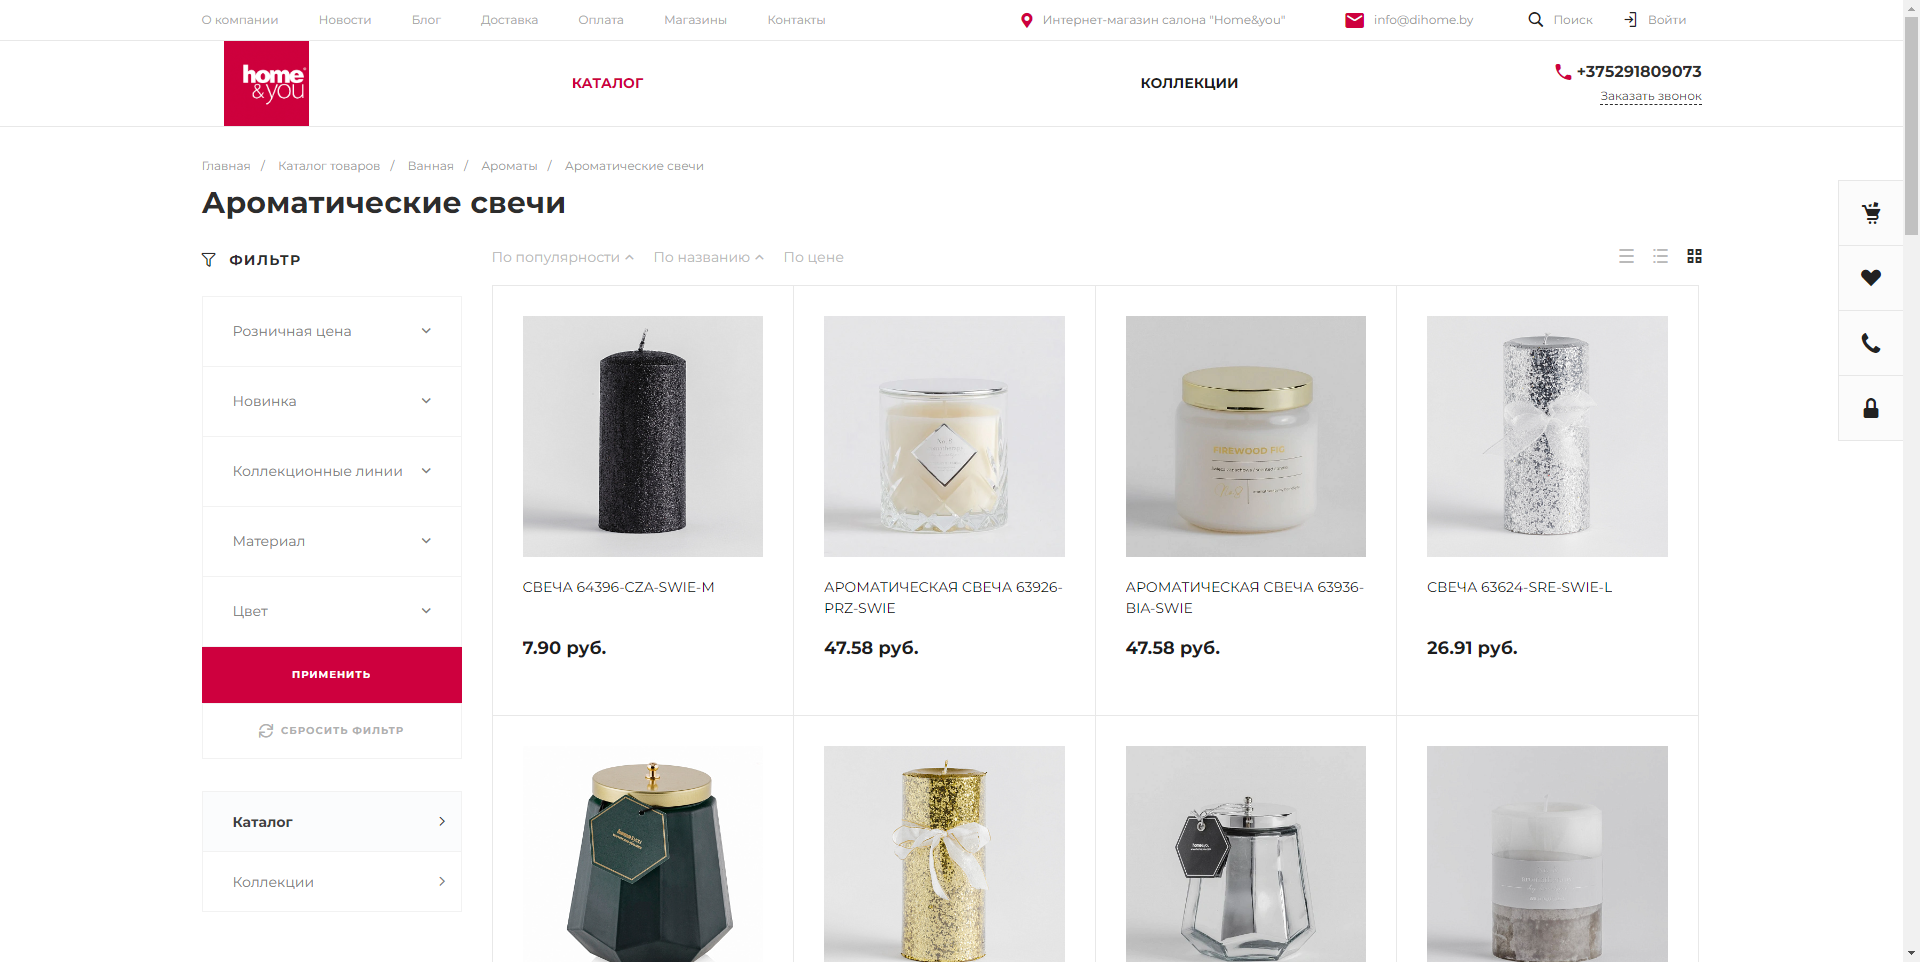 О компании Новости Блог Доставка Оплата Магазины Контакты Интернет-магазин салона "Home&you" info@dihome.by Поиск Войти
home
&you
КАТАЛОГ КОЛЛЕКЦИИ
+375291809073
Заказать звонок
Главная / Каталог товаров / Ванная / Ароматы / Ароматические свечи
Ароматические свечи
ФИЛЬТР
По популярности По названию По цене
Розничная цена
Новинка
Коллекционные линии
Материал
Цвет
ПРИМЕНИТЬ
СБРОСИТЬ ФИЛЬТР
Каталог
Коллекции
FIREWOOD FIG
СВЕЧА 64396-CZA-SWIE-M
7.90 руб.
АРОМАТИЧЕСКАЯ СВЕЧА 63926-
PRZ-SWIE
47.58 руб.
АРОМАТИЧЕСКАЯ СВЕЧА 63936-
BIA-SWIE
47.58 руб.
СВЕЧА 63624-SRE-SWIE-L
26.91 руб.